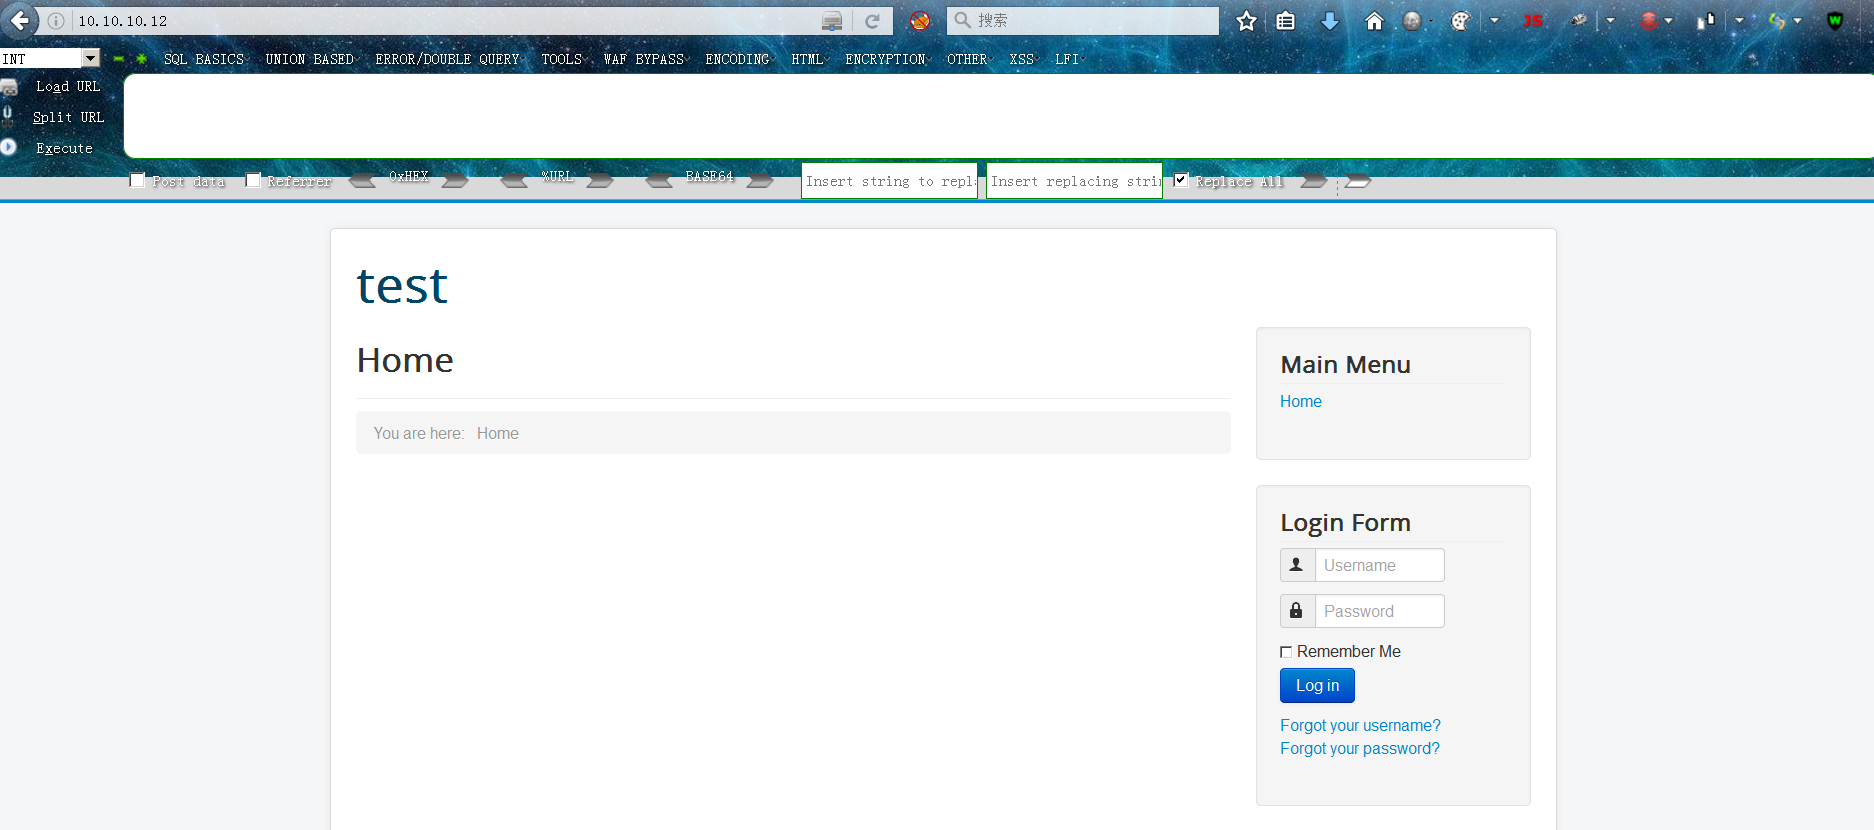 10.10.10.12
搜索
JS
W
INT
SQL BASICS UNION BASED ERROR/DOUBLE QUERY TOOLS WAF BYPASS ENCODING HTML ENCRYPTION OTHER XSS LFI
Load URL
Split URL
Execute
Post data Referrer 0xHEX %URL BASE64 Insert string to repl Insert replacing stri Replace All
test
Home
You are here: Home
Main Menu
Home
Login Form
Username
Password
Remember Me
Log in
Forgot your username?
Forgot your password?